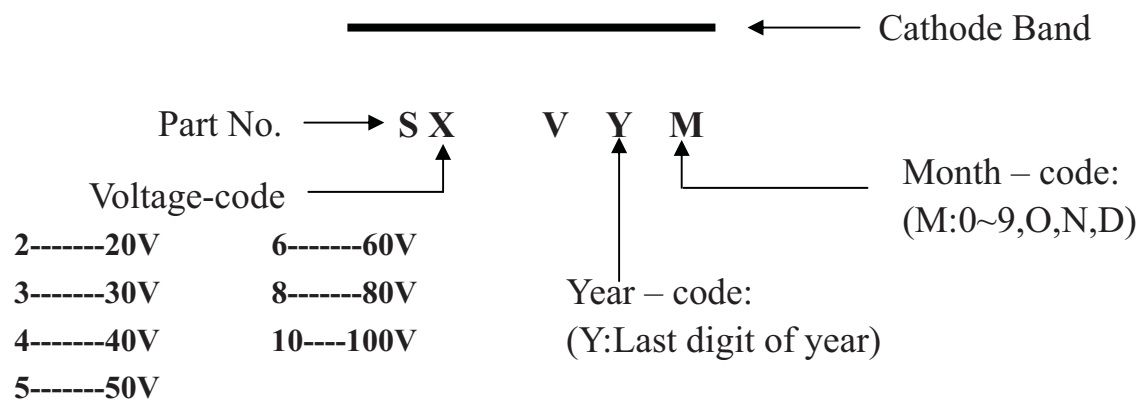 Cathode Band
Part No. S X V Y M
Voltage-code
Month – code:
(M:0~9,O,N,D)
2-------20V 6-------60V
3-------30V 8-------80V
4-------40V 10----100V
5-------50V
Year – code:
(Y:Last digit of year)